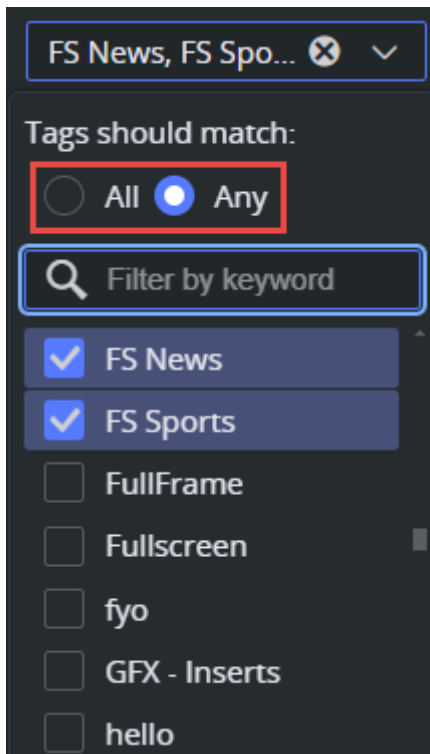 FS News, FS Spo...
Tags should match:
All Any
Filter by keyword
FS News
FS Sports
FullFrame
Fullscreen
fyo
GFX - Inserts
hello